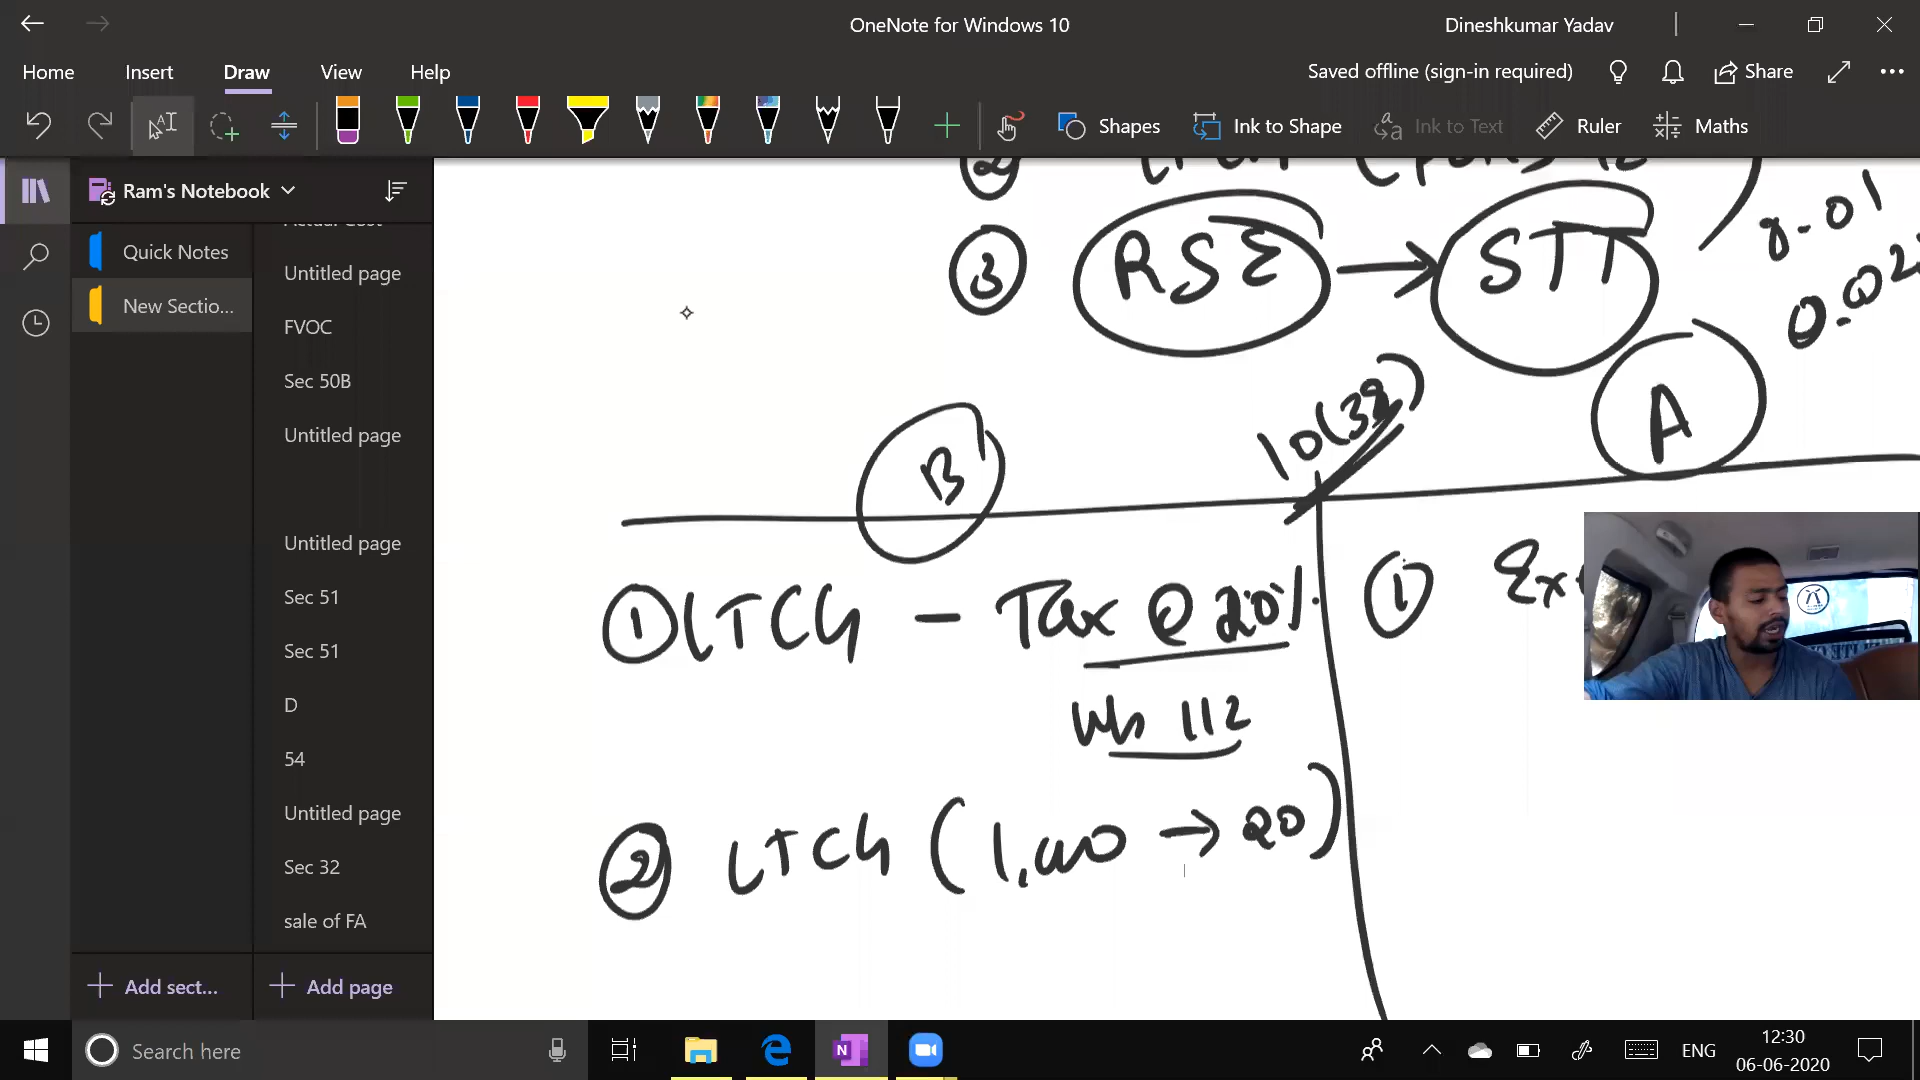 OneNote for Windows 10
Dineshkumar Yadav
Home Insert Draw View Help
Saved offline (sign-in required)
Share
Shapes
Ink to Shape
Ink to Text
Ruler
Maths
Ram's Notebook
Quick Notes
New Sectio...
Actual Cost
Untitled page
FVOC
Sec 50B
Untitled page
Untitled page
Sec 51
Sec 51
D
54
Untitled page
Sec 32
sale of FA
Add sect...
Add page
2
3 RSE → STT
0.01
0.02
B
10(38)
A
1 LTCG – Tax @ 20%
u/s 112
2 LTCG (1,000 → 20)
1 Ex
Search here
ENG
12:30
06-06-2020